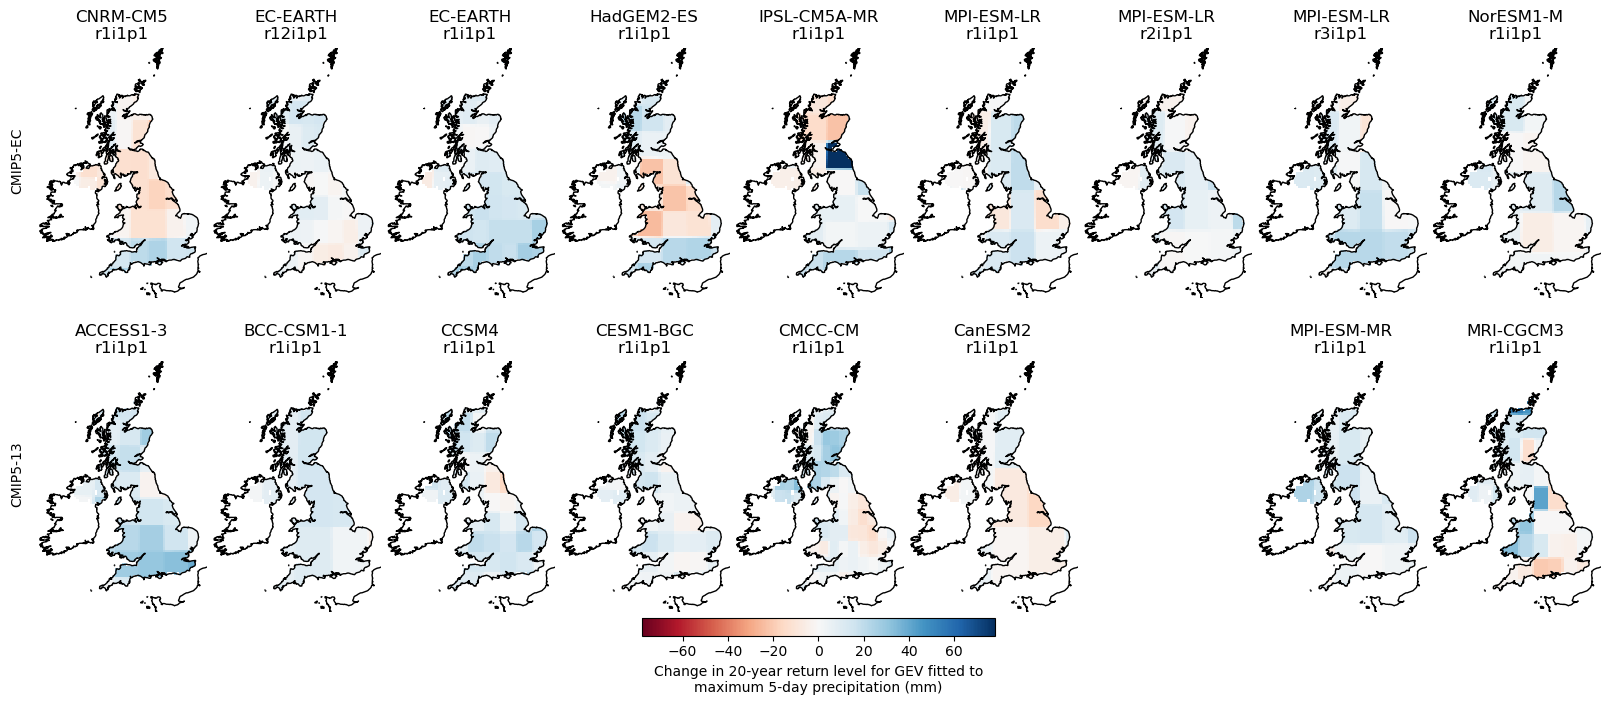 CNRM-CM5
r1i1p1
EC-EARTH
r12i1p1
EC-EARTH
r1i1p1
HadGEM2-ES
r1i1p1
IPSL-CM5A-MR
r1i1p1
MPI-ESM-LR
r1i1p1
MPI-ESM-LR
r2i1p1
MPI-ESM-LR
r3i1p1
NorESM1-M
r1i1p1
CMIP5-EC
ACCESS1-3
r1i1p1
BCC-CSM1-1
r1i1p1
CCSM4
r1i1p1
CESM1-BGC
r1i1p1
CMCC-CM
r1i1p1
CanESM2
r1i1p1
MPI-ESM-MR
r1i1p1
MRI-CGCM3
r1i1p1
CMIP5-13
−60 −40 −20 0 20 40 60
Change in 20-year return level for GEV fitted to
maximum 5-day precipitation (mm)